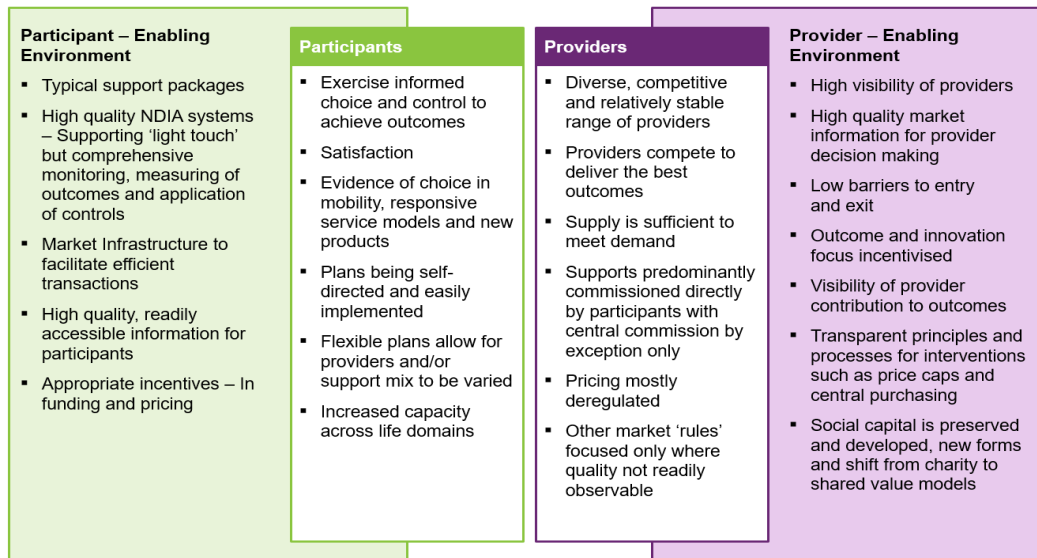 Participant – Enabling
Environment
▪ Typical support packages
▪ High quality NDIA systems
– Supporting ‘light touch’
but comprehensive
monitoring, measuring of
outcomes and application
of controls
▪ Market Infrastructure to
facilitate efficient
transactions
▪ High quality, readily
accessible information for
participants
▪ Appropriate incentives – In
funding and pricing
Participants
▪ Exercise informed
choice and control to
achieve outcomes
▪ Satisfaction
▪ Evidence of choice in
mobility, responsive
service models and new
products
▪ Plans being self-
directed and easily
implemented
▪ Flexible plans allow for
providers and/or
support mix to be varied
▪ Increased capacity
across life domains
Providers
▪ Diverse, competitive
and relatively stable
range of providers
▪ Providers compete to
deliver the best
outcomes
▪ Supply is sufficient to
meet demand
▪ Supports predominantly
commissioned directly
by participants with
central commission by
exception only
▪ Pricing mostly
deregulated
▪ Other market ‘rules’
focused only where
quality not readily
observable
Provider – Enabling
Environment
▪ High visibility of providers
▪ High quality market
information for provider
decision making
▪ Low barriers to entry
and exit
▪ Outcome and innovation
focus incentivised
▪ Visibility of provider
contribution to outcomes
▪ Transparent principles and
processes for interventions
such as price caps and
central purchasing
▪ Social capital is preserved
and developed, new forms
and shift from charity to
shared value models